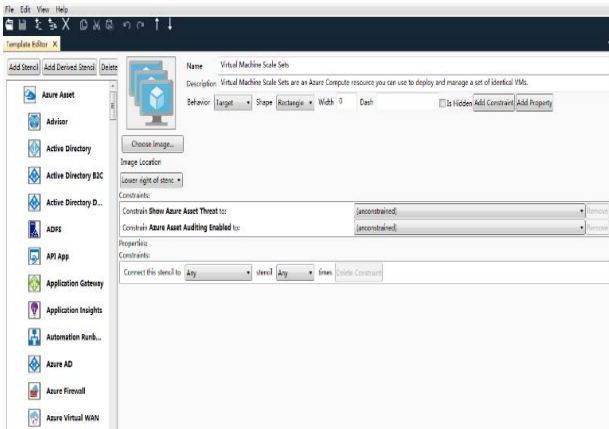 File Edit View Help
Template Editor X
Add Stencil Add Derived Stencil Delete
Name Virtual Machine Scale Sets
Description Virtual Machine Scale Sets are an Azure Compute resource you can use to deploy and manage a set of identical VMs.
Behavior Target Shape Rectangle Width 0 Dash Is Hidden Add Constraint Add Property
Choose Image...
Image Location
Lower right of stenc
Constraints:
Constrain Show Azure Asset Threat to: (unconstrained) Remove
Constrain Azure Asset Auditing Enabled to: (unconstrained) Remove
Properties:
Constraints:
Connect this stencil to Any stencil Any times Delete Constraint
Azure Asset
Advisor
Active Directory
Active Directory B2C
Active Directory D...
ADFS
API App
Application Gateway
Application Insights
Automation Runb...
Azure AD
Azure Firewall
Azure Virtual WAN